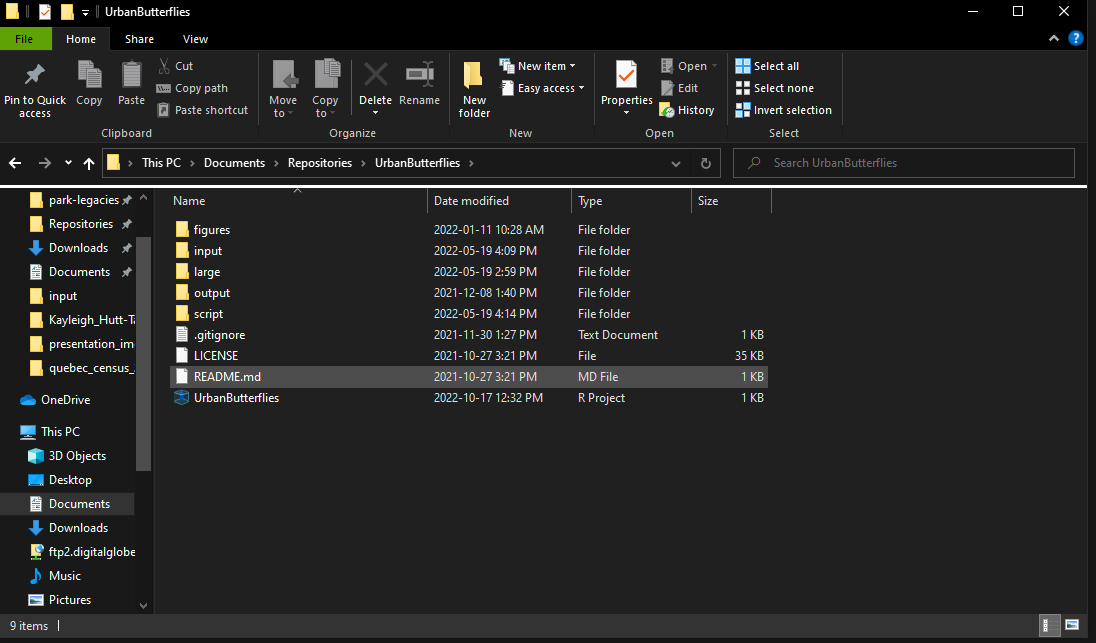 UrbanButterflies
File Home Share View
Pin to Quick access
Copy
Paste
Cut
Copy path
Paste shortcut
Clipboard
Move to
Copy to
Delete
Rename
Organize
New folder
New item
Easy access
New
Properties
Open
Edit
History
Open
Select all
Select none
Invert selection
Select
This PC > Documents > Repositories > UrbanButterflies >
Search UrbanButterflies
park-legacies
Repositories
Downloads
Documents
input
Kayleigh_Hutt-Ta
presentation_im
quebec_census_
OneDrive
This PC
3D Objects
Desktop
Documents
Downloads
ftp2.digitalglobe
Music
Pictures
Name Date modified Type Size
figures 2022-01-11 10:28 AM File folder
input 2022-05-19 4:09 PM File folder
large 2022-05-19 2:59 PM File folder
output 2021-12-08 1:40 PM File folder
script 2022-05-19 4:14 PM File folder
.gitignore 2021-11-30 1:27 PM Text Document 1 KB
LICENSE 2021-10-27 3:21 PM File 35 KB
README.md 2021-10-27 3:21 PM MD File 1 KB
UrbanButterflies 2022-10-17 12:32 PM R Project 1 KB
9 items